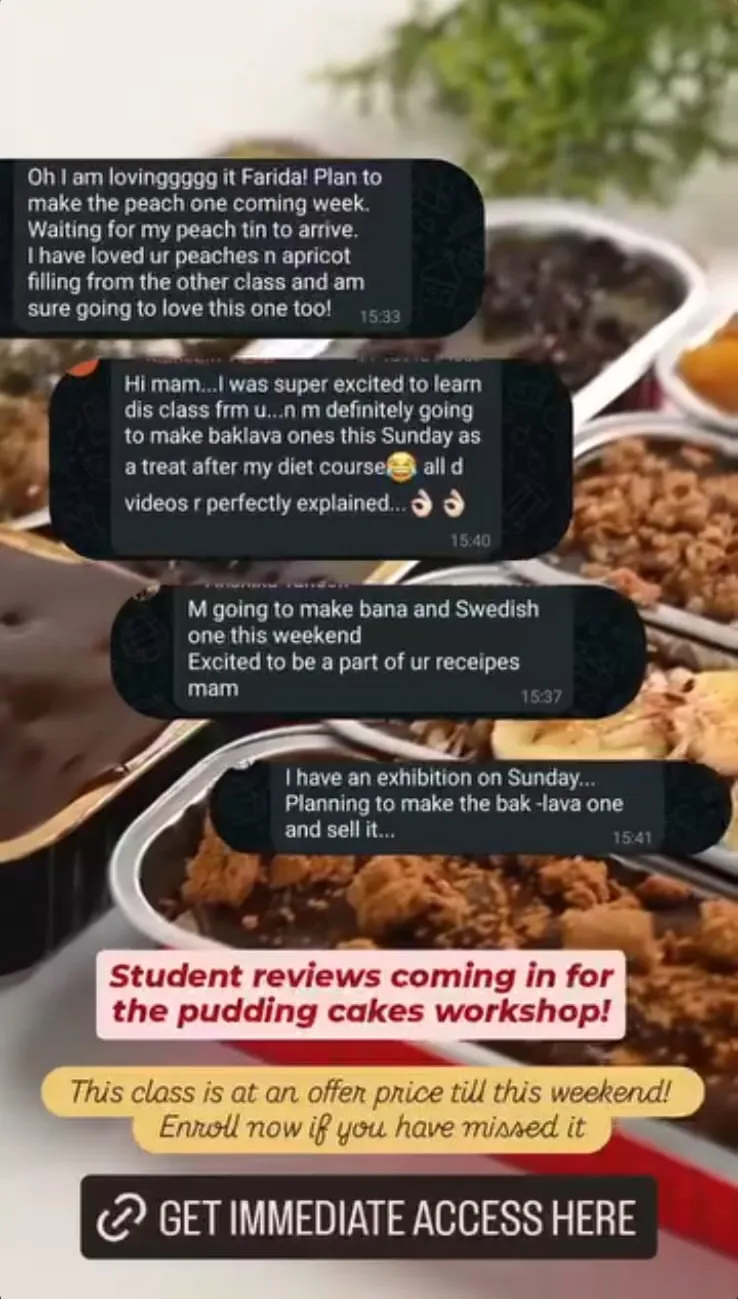 Oh I am lovinggggg it Farida! Plan to
make the peach one coming week.
Waiting for my peach tin to arrive.
I have loved ur peaches n apricot
filling from the other class and am
sure going to love this one too!
15:33
Hi mam...I was super excited to learn
dis class frm u...n m definitely going
to make baklava ones this Sunday as
a treat after my diet course😂 all d
videos r perfectly explained...👌🏻👌🏻
15:40
M going to make bana and Swedish
one this weekend
Excited to be a part of ur receipes
mam
15:37
I have an exhibition on Sunday...
Planning to make the bak -lava one
and sell it...
15:41
Student reviews coming in for
the pudding cakes workshop!
This class is at an offer price till this weekend!
Enroll now if you have missed it
GET IMMEDIATE ACCESS HERE